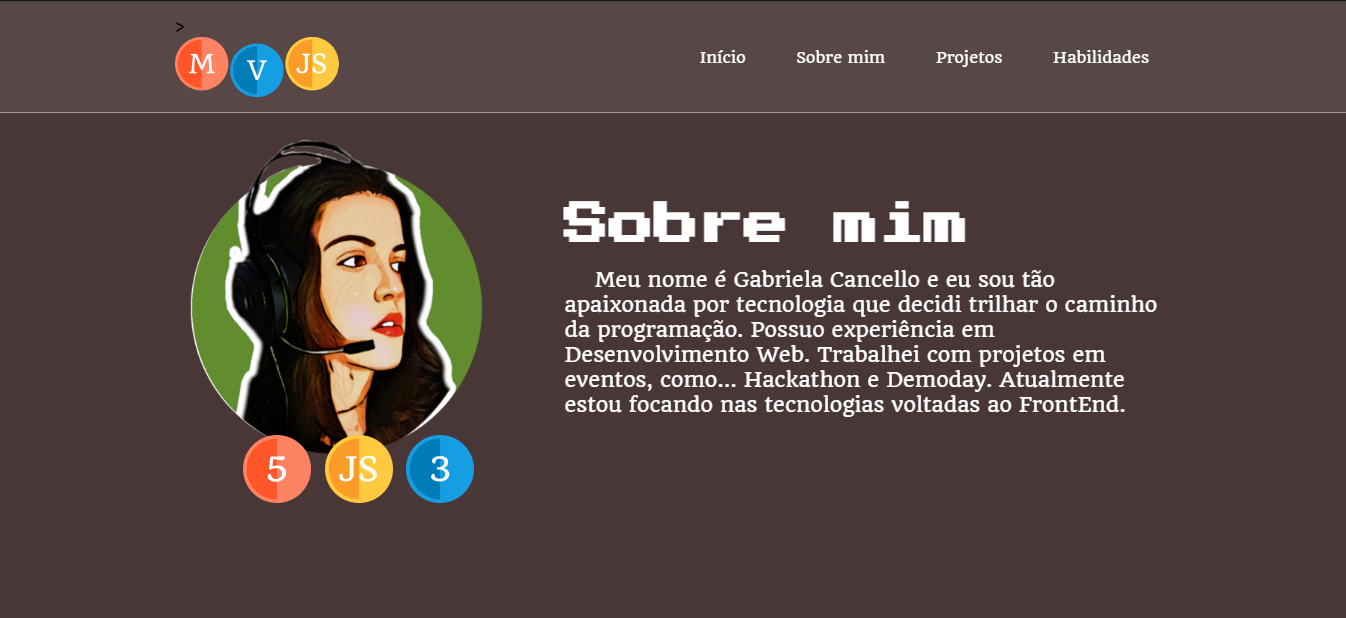 >
M V JS
Início Sobre mim Projetos Habilidades
Sobre mim
Meu nome é Gabriela Cancello e eu sou tão
apaixonada por tecnologia que decidi trilhar o caminho
da programação. Possuo experiência em
Desenvolvimento Web. Trabalhei com projetos em
eventos, como... Hackathon e Demoday. Atualmente
estou focando nas tecnologias voltadas ao FrontEnd.
5 JS 3